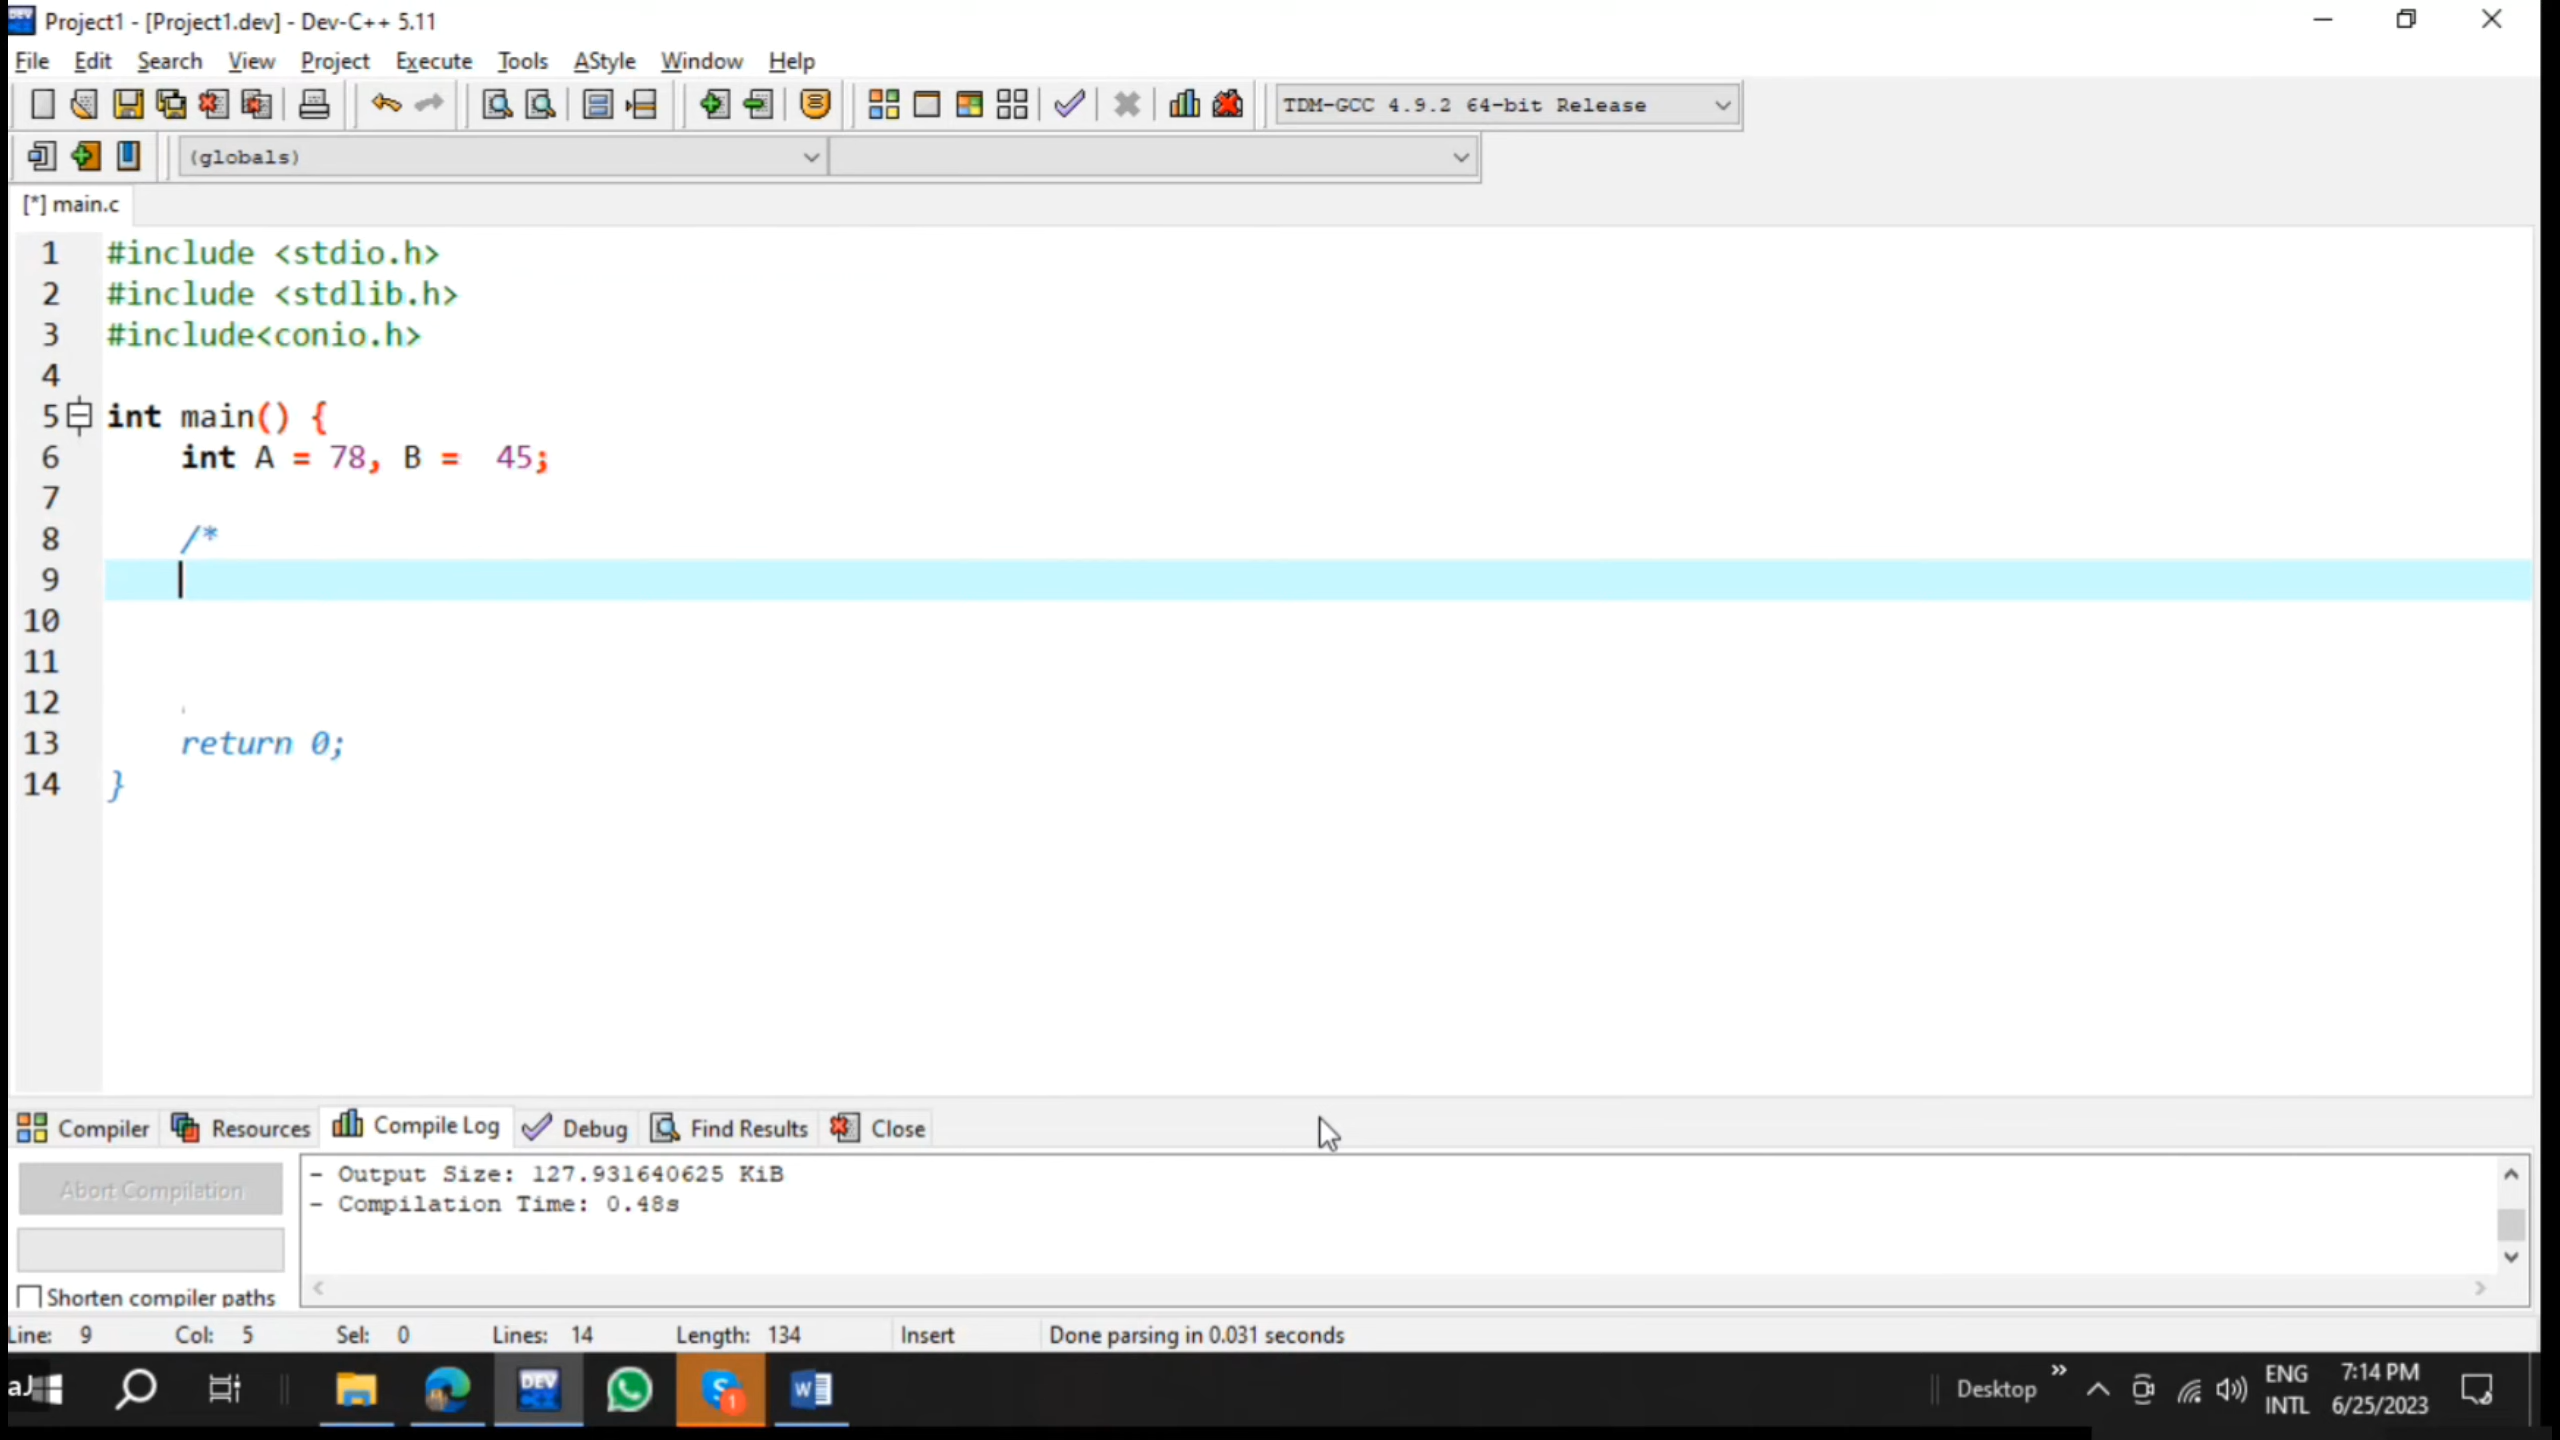 Project1 - [Project1.dev] - Dev-C++ 5.11
File Edit Search View Project Execute Tools AStyle Window Help
TDM-GCC 4.9.2 64-bit Release
(globals)
[*] main.c
1 #include <stdio.h>
2 #include <stdlib.h>
3 #include<conio.h>
4
5 int main() {
6 int A = 78, B =  45;
7
8 /*
9
10
11
12
13 return 0;
14 }
Compiler Resources Compile Log Debug Find Results Close
Abort Compilation
- Output Size: 127.931640625 KiB
- Compilation Time: 0.48s
Shorten compiler paths
Line: 9 Col: 5 Sel: 0 Lines: 14 Length: 134 Insert Done parsing in 0.031 seconds
DEV C++ S 1 W Desktop ENG 7:14 PM
INTL 6/25/2023